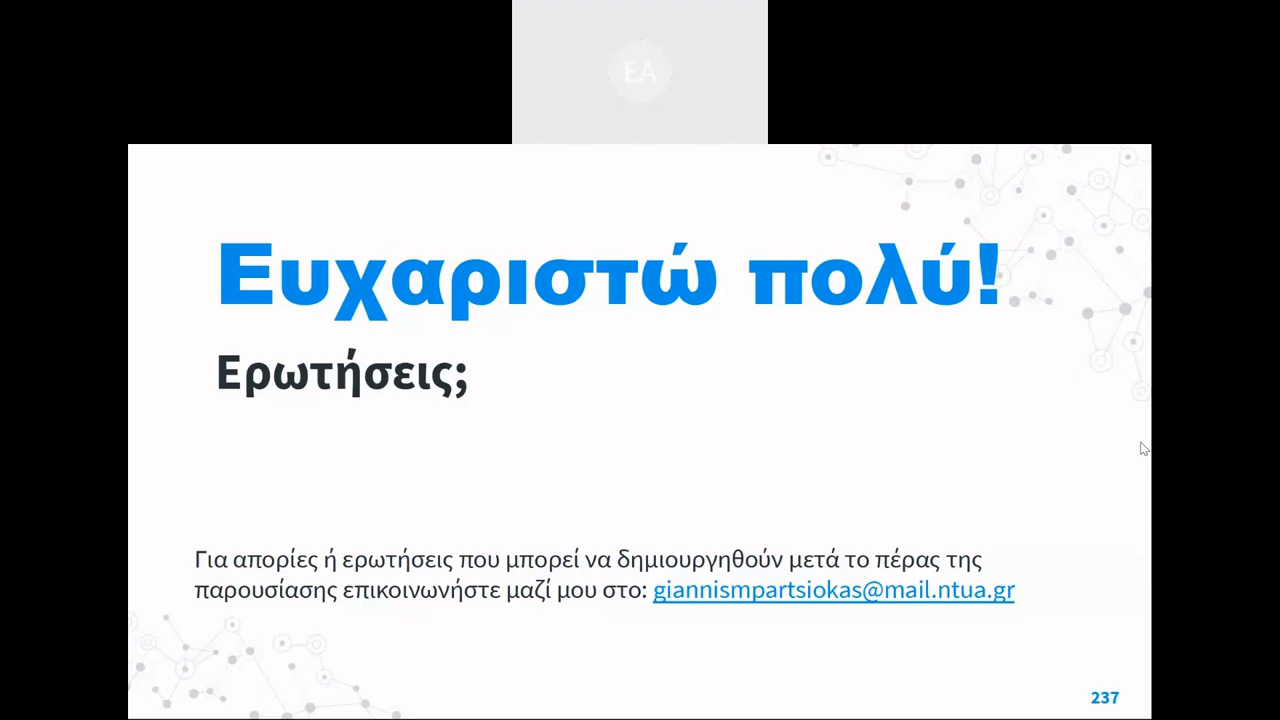 EA
Ευχαριστώ πολύ!
Ερωτήσεις;
Για απορίες ή ερωτήσεις που μπορεί να δημιουργηθούν μετά το πέρας της
παρουσίασης επικοινωνήστε μαζί μου στο: giannismpartsiokas@mail.ntua.gr
237